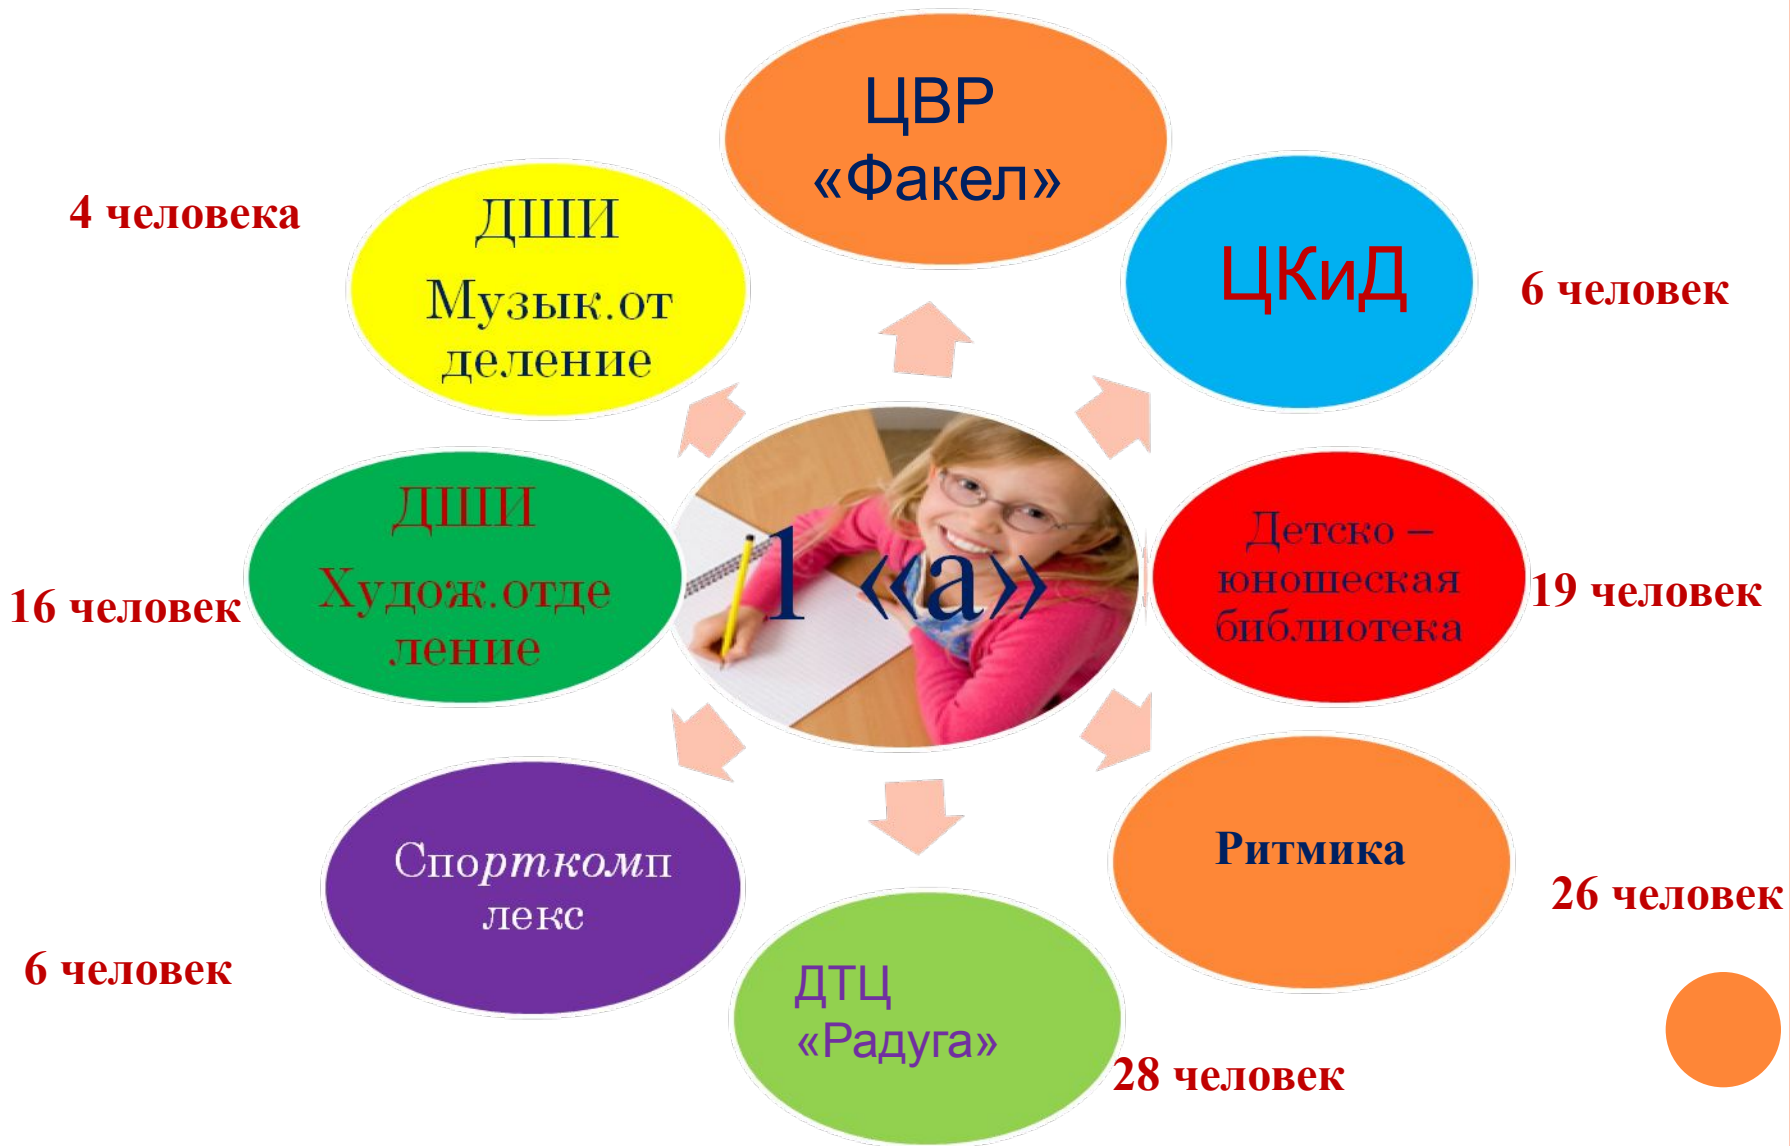 ЦВР
«Факел»
4 человека
ДШИ
Музык.от
деление
ЦКиД
6 человек
ДШИ
Худож.отде
ление
16 человек
1 «а»
Детско –
юношеская
библиотека
19 человек
Спорткомп
лекс
6 человек
Ритмика
26 человек
ДТЦ
«Радуга»
28 человек